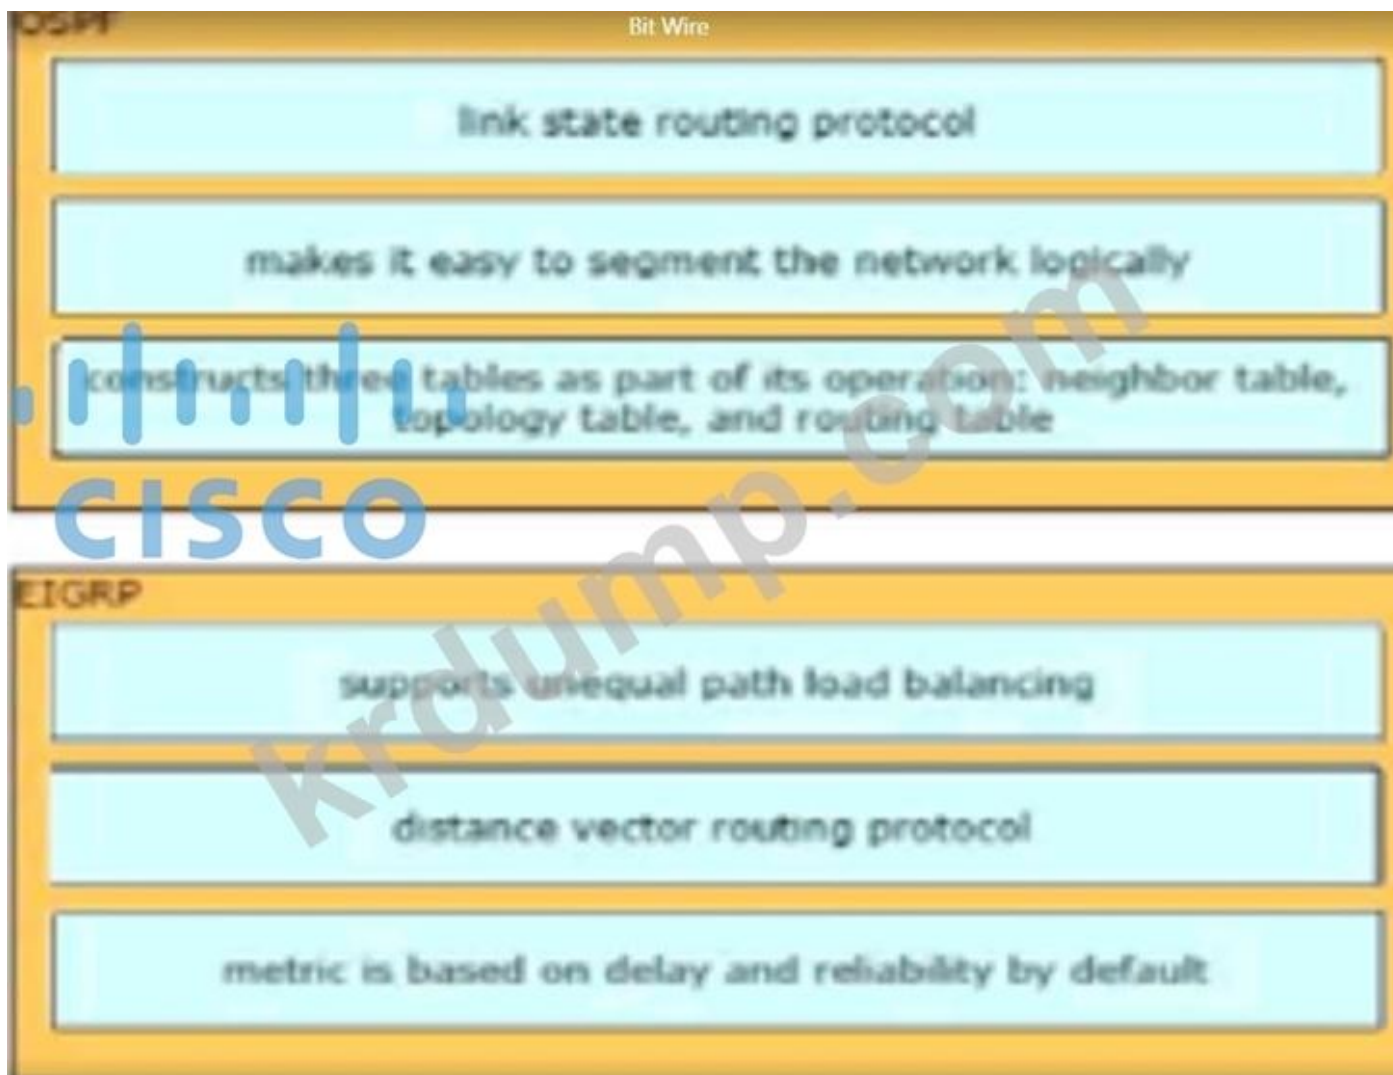 OSPF
Bit Wire
link state routing protocol
makes it easy to segment the network logically
constructs three tables as part of its operation: neighbor table,
topology table, and routing table
CISCO
krdump.com
EIGRP
supports unequal path load balancing
distance vector routing protocol
metric is based on delay and reliability by default